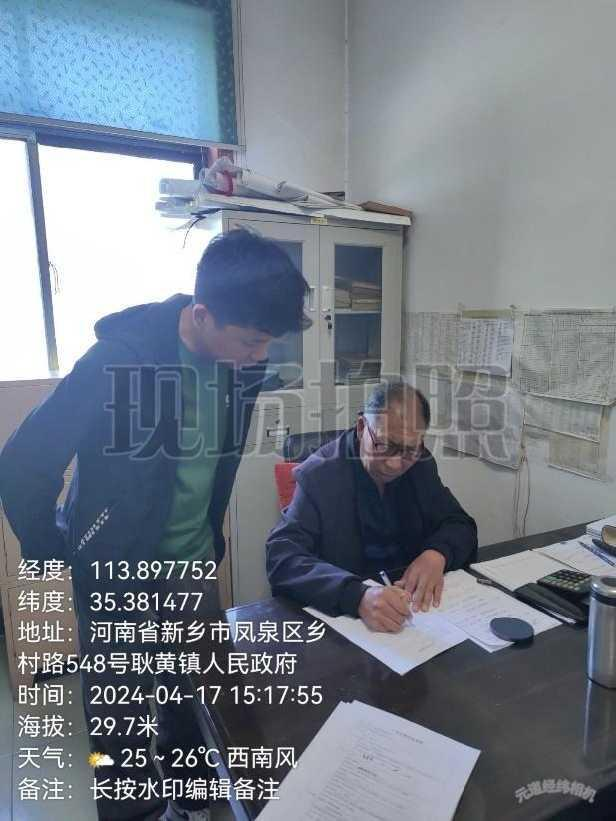 现场拍照
经度：113.897752
纬度：35.381477
地址：河南省新乡市凤泉区乡
村路548号耿黄镇人民政府
时间：2024-04-17 15:17:55
海拔：29.7米
天气：25 ~ 26℃ 西南风
备注：长按水印编辑备注
元道经纬相机